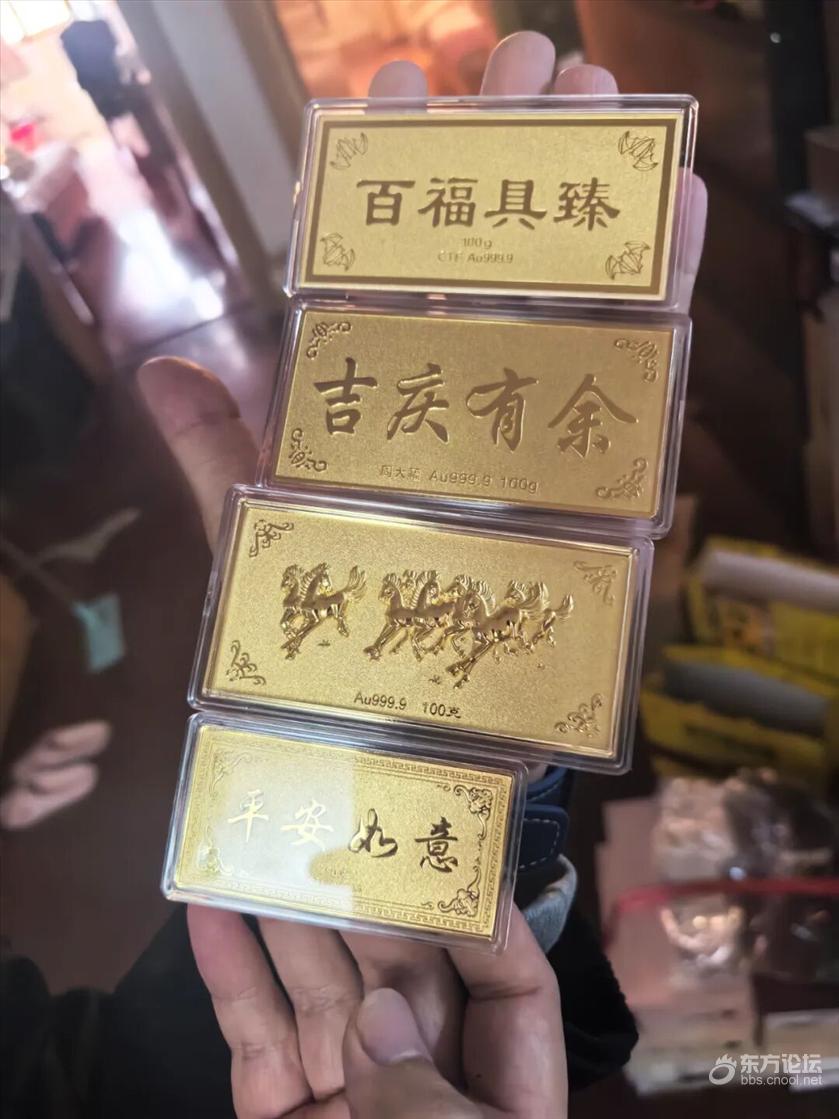 百福具臻
100g
CTF Au999.9
吉庆有余
周大福 Au999.9 100g
Au999.9 100克
平安如意
东方论坛
bbs.cnool.net